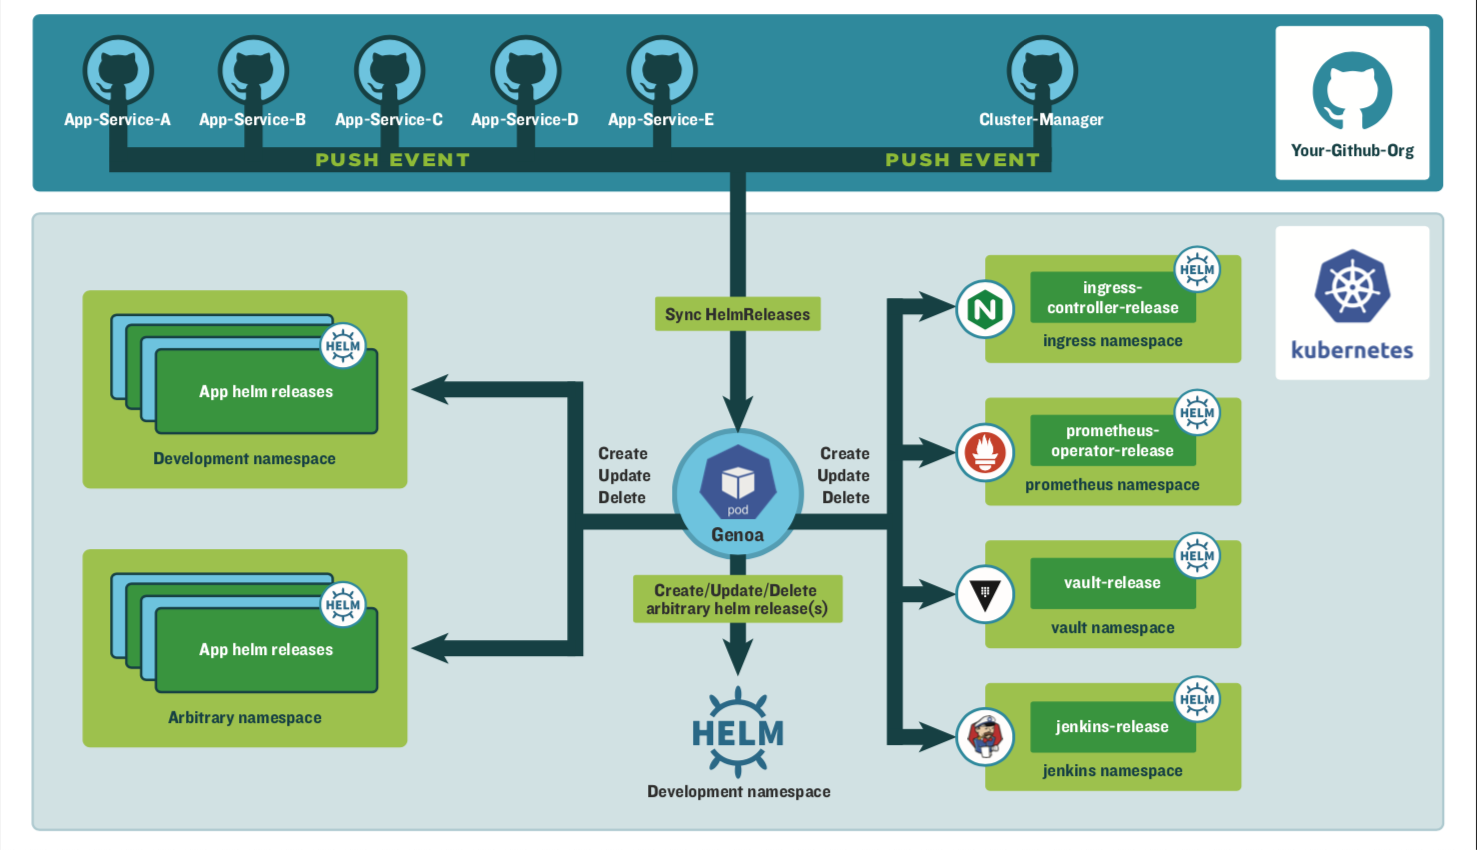 App-Service-A
App-Service-B
App-Service-C
App-Service-D
App-Service-E
Cluster-Manager
PUSH EVENT
PUSH EVENT
Your-Github-Org
Sync HelmReleases
kubernetes
HELM
App helm releases
Development namespace
HELM
App helm releases
Arbitrary namespace
Create
Update
Delete
pod
Genoa
Create
Update
Delete
Create/Update/Delete
arbitrary helm release(s)
HELM
Development namespace
HELM
ingress-
controller-release
ingress namespace
HELM
prometheus-
operator-release
prometheus namespace
HELM
vault-release
vault namespace
HELM
jenkins-release
jenkins namespace